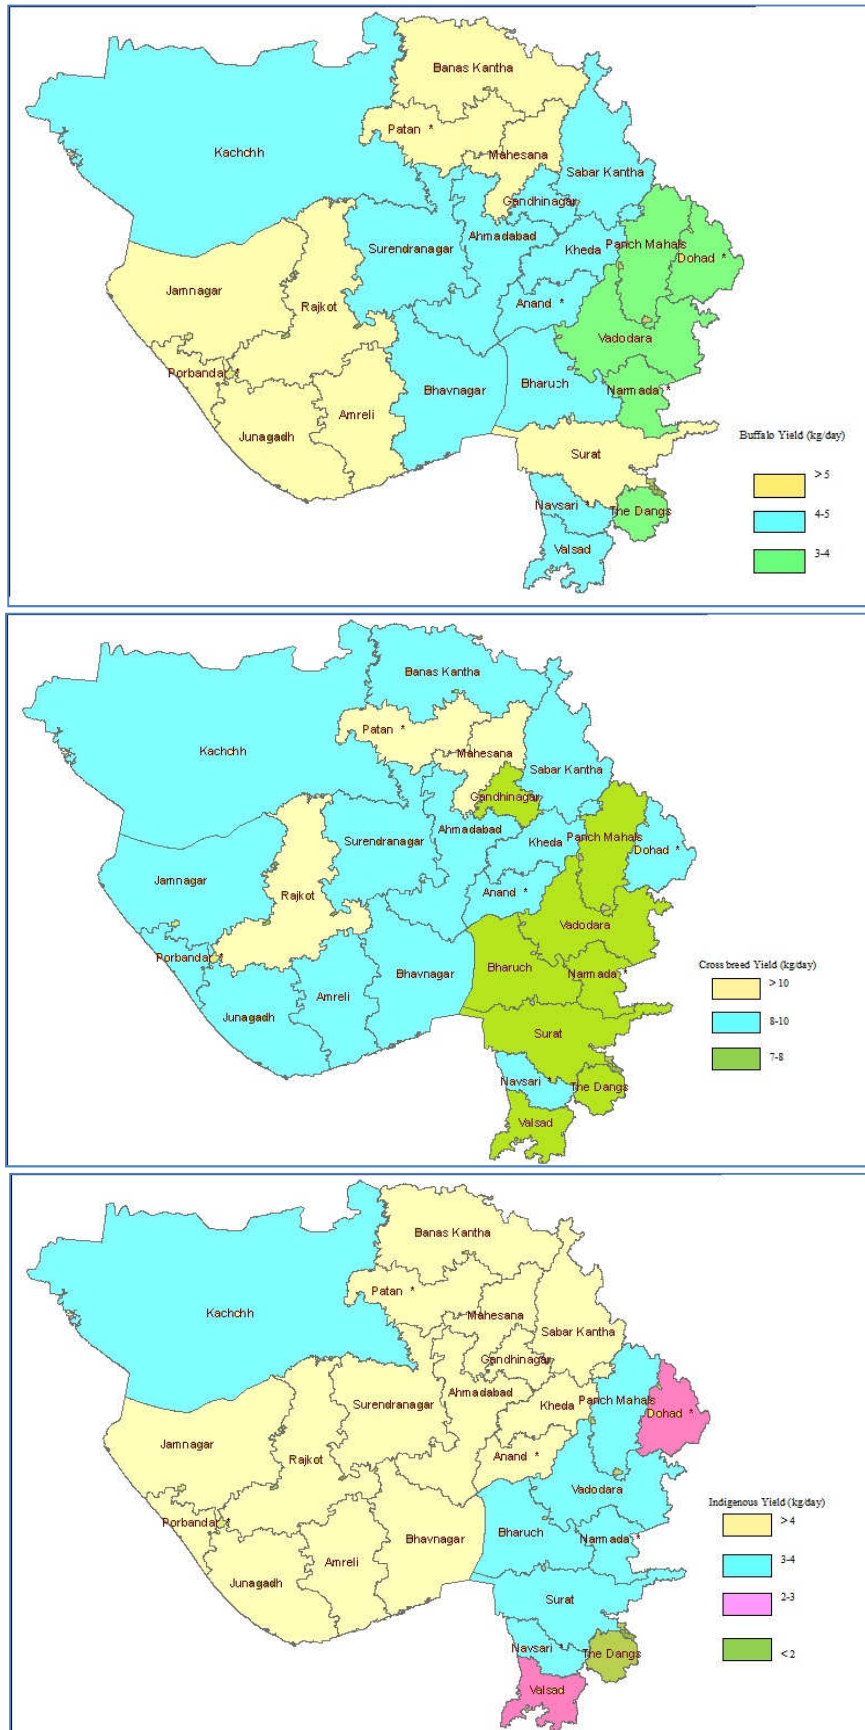 Banas Kantha
Patan *
Mahesana
Kachchh
Sabar Kantha
Gandhinagar
Ahmadabad
Surendranagar
Kheda
Panch Mahals
Dohad *
Jamnagar
Rajkot
Anand *
Vadodara
Porbandar *
Bhavnagar
Bharuch
Narmada *
Amreli
Junagadh
Surat
Navsari *
The Dangs
Valsad
Buffalo Yield (kg/day)
> 5
4-5
3-4
Banas Kantha
Patan *
Mahesana
Kachchh
Sabar Kantha
Gandhinagar
Ahmadabad
Surendranagar
Kheda
Panch Mahals
Dohad *
Jamnagar
Rajkot
Anand *
Vadodara
Porbandar *
Bhavnagar
Bharuch
Narmada *
Amreli
Junagadh
Surat
Navsari *
The Dangs
Valsad
Cross breed Yield (kg/day)
> 10
8-10
7-8
Banas Kantha
Patan *
Mahesana
Kachchh
Sabar Kantha
Gandhinagar
Ahmadabad
Surendranagar
Kheda
Panch Mahals
Dohad *
Jamnagar
Rajkot
Anand *
Vadodara
Porbandar *
Bhavnagar
Bharuch
Narmada *
Amreli
Junagadh
Surat
Navsari *
The Dangs
Valsad
Indigenous Yield (kg/day)
> 4
3-4
2-3
< 2